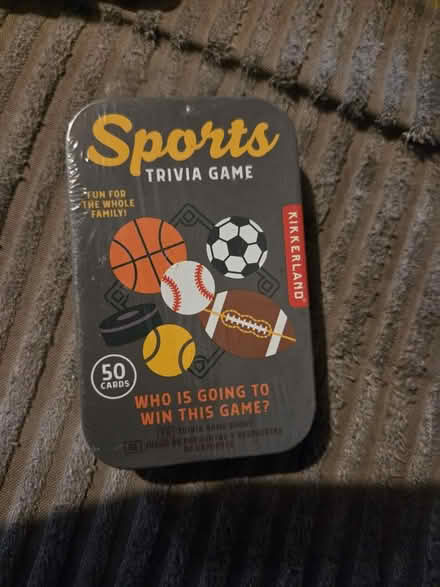 Sports
TRIVIA GAME
FUN FOR
THE WHOLE
FAMILY!
KIKKERLAND
50
CARDS
WHO IS GOING TO
WIN THIS GAME?